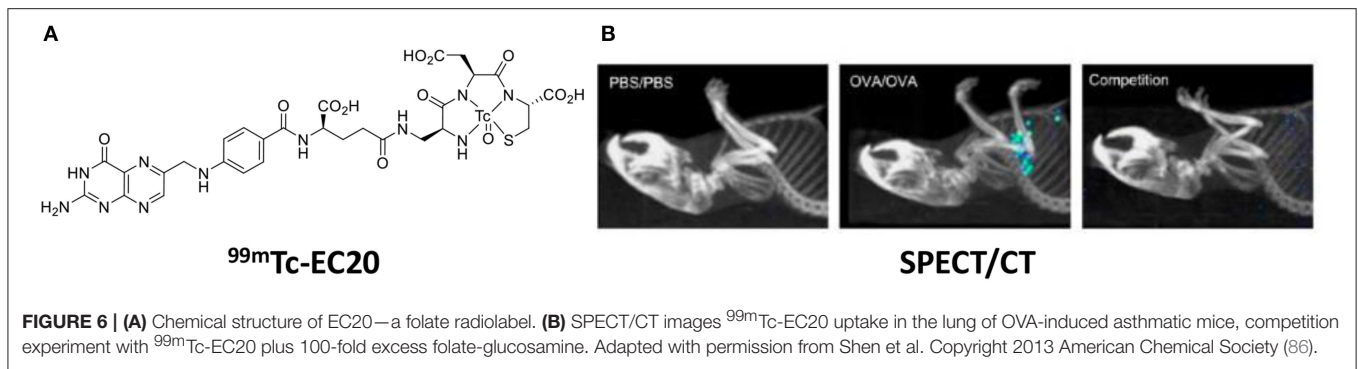 A
B
HO₂C
O
O
N
N
CO₂H
Tc
O
S
HN
O
CO₂H
O
N
H
O
H
N
O
N
H
N
N
N
HN
H₂N
PBS/PBS
OVA/OVA
Competition
99mTc-EC20
SPECT/CT
FIGURE 6 | (A) Chemical structure of EC20—a folate radiolabel. (B) SPECT/CT images 99mTc-EC20 uptake in the lung of OVA-induced asthmatic mice, competition
experiment with 99mTc-EC20 plus 100-fold excess folate-glucosamine. Adapted with permission from Shen et al. Copyright 2013 American Chemical Society (86).